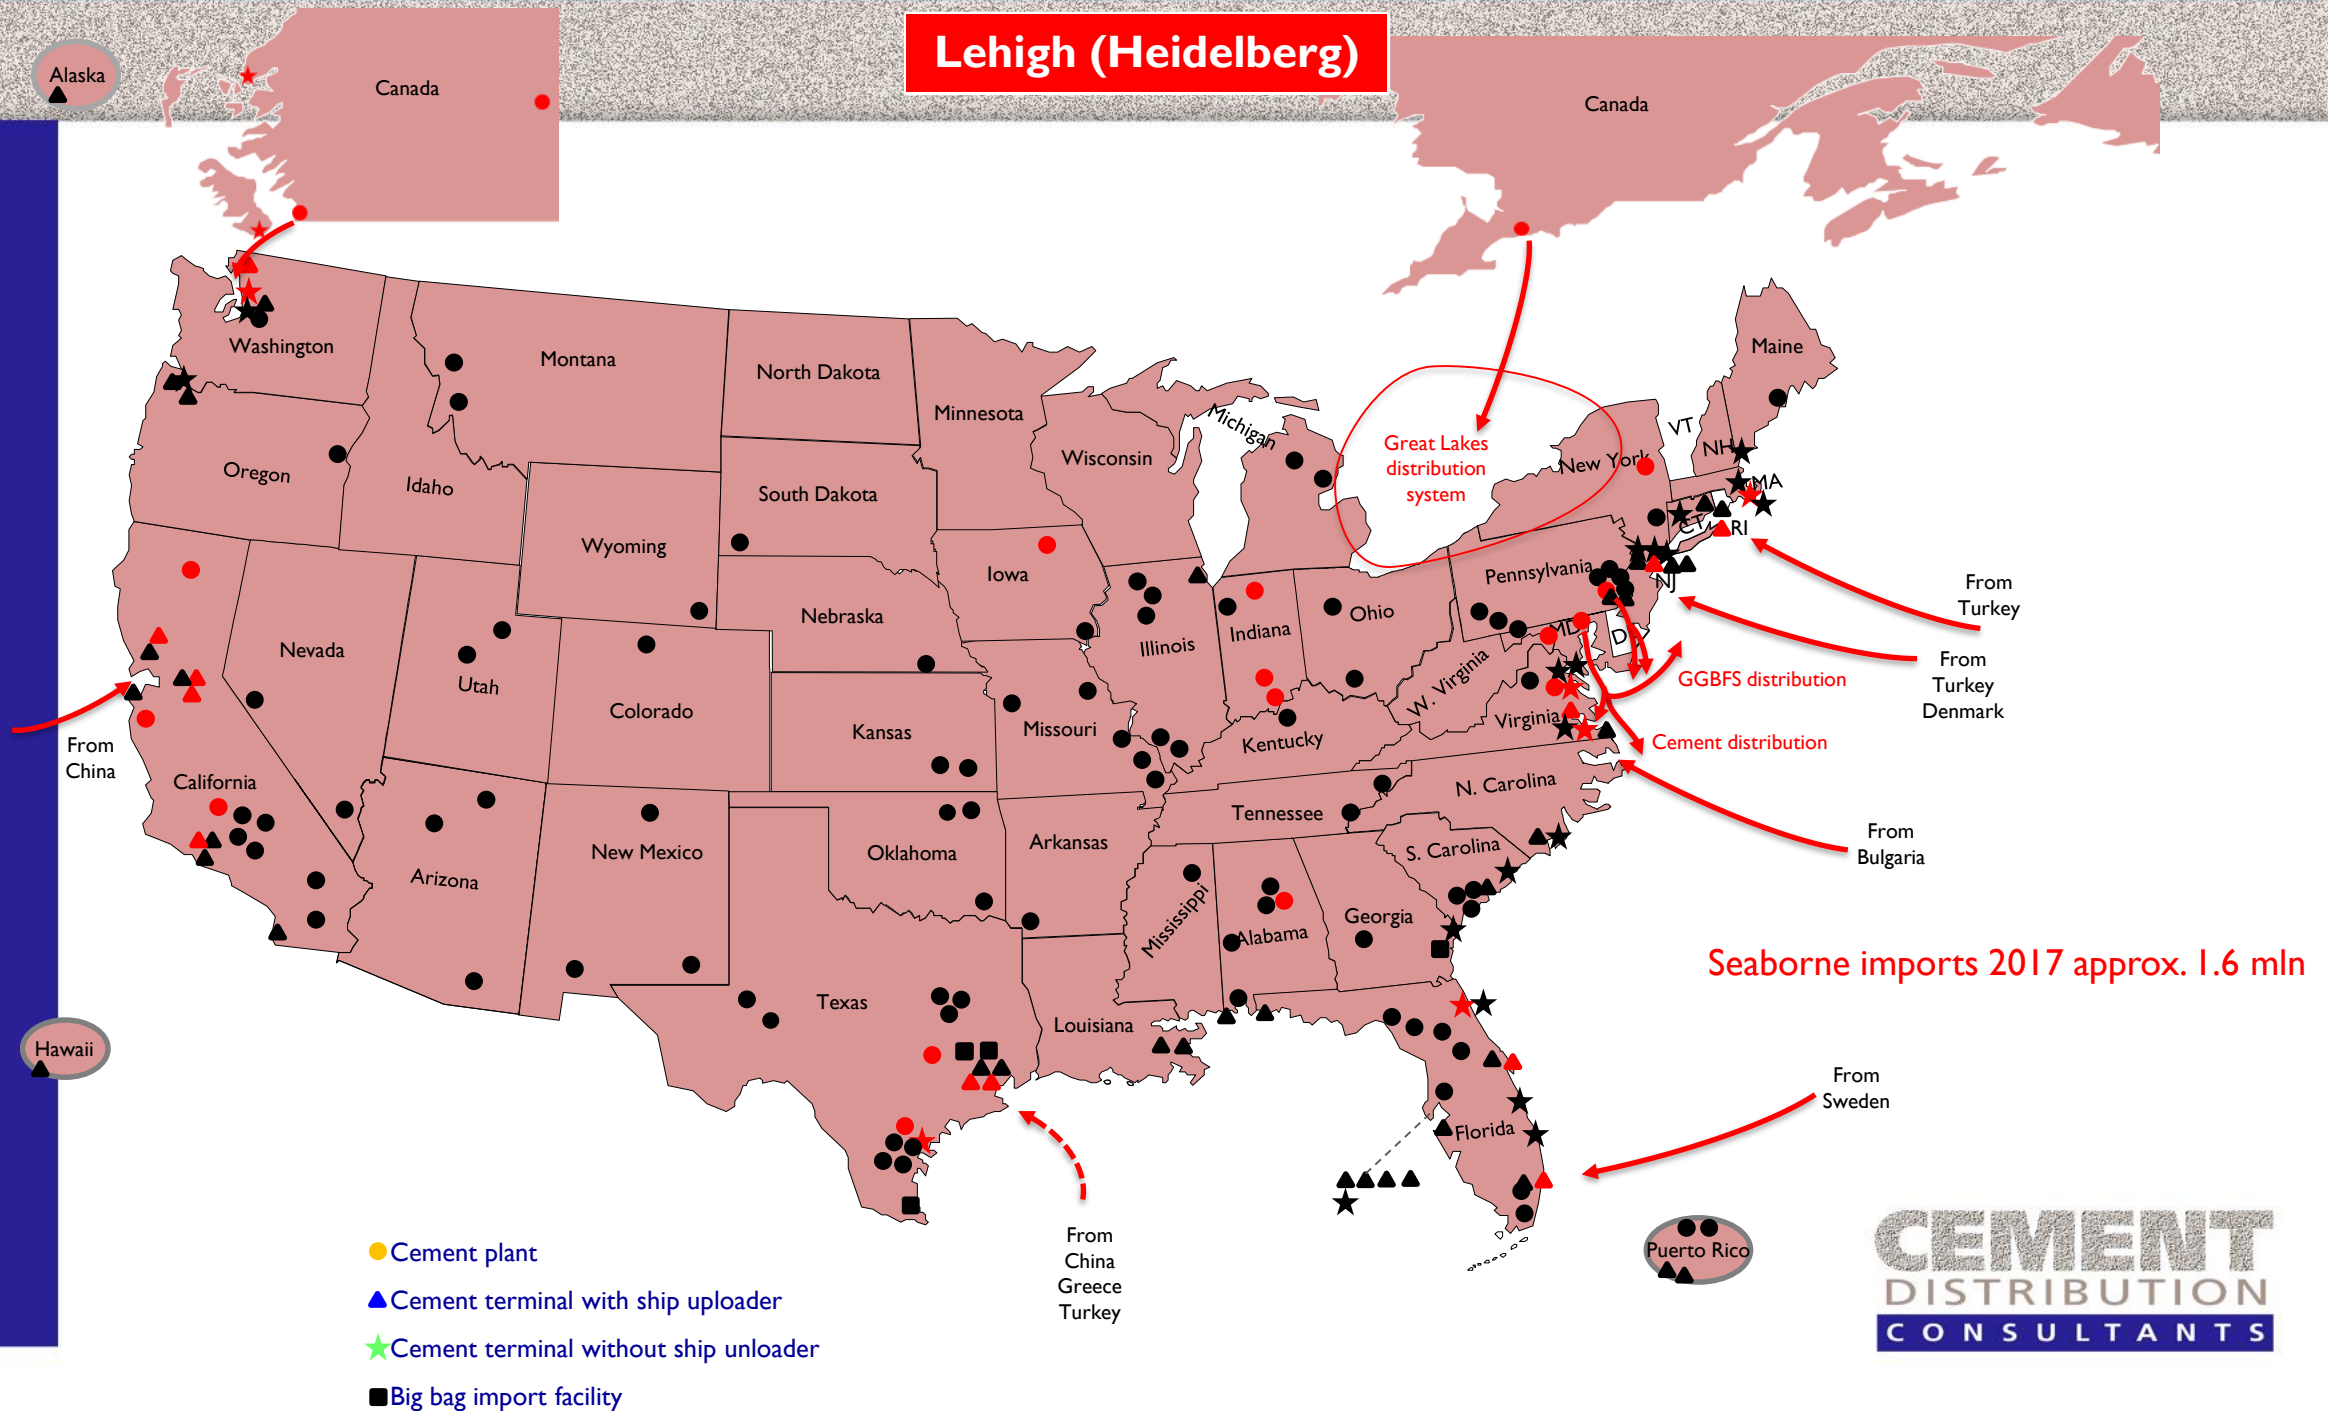 Lehigh (Heidelberg)
Alaska
Canada
Canada
Washington
Montana
North Dakota
Minnesota
Michigan
Maine
VT
NH
Wisconsin
Great Lakes
distribution
system
New York
MA
Oregon
Idaho
South Dakota
CT
RI
Wyoming
Iowa
Pennsylvania
NJ
From
Turkey
Nebraska
Nevada
Utah
Illinois
Indiana
Ohio
MD
DE
W. Virginia
From
Turkey
Denmark
GGBFS distribution
Colorado
Kansas
Missouri
Kentucky
Virginia
Cement distribution
From
China
California
Arizona
New Mexico
Oklahoma
Arkansas
Tennessee
N. Carolina
S. Carolina
From
Bulgaria
Mississippi
Alabama
Georgia
Seaborne imports 2017 approx. 1.6 mln
Texas
Louisiana
Hawaii
Florida
From
Sweden
From
China
Greece
Turkey
Puerto Rico
Cement plant
Cement terminal with ship uploader
Cement terminal without ship unloader
Big bag import facility
CEMENT
DISTRIBUTION
CONSULTANTS